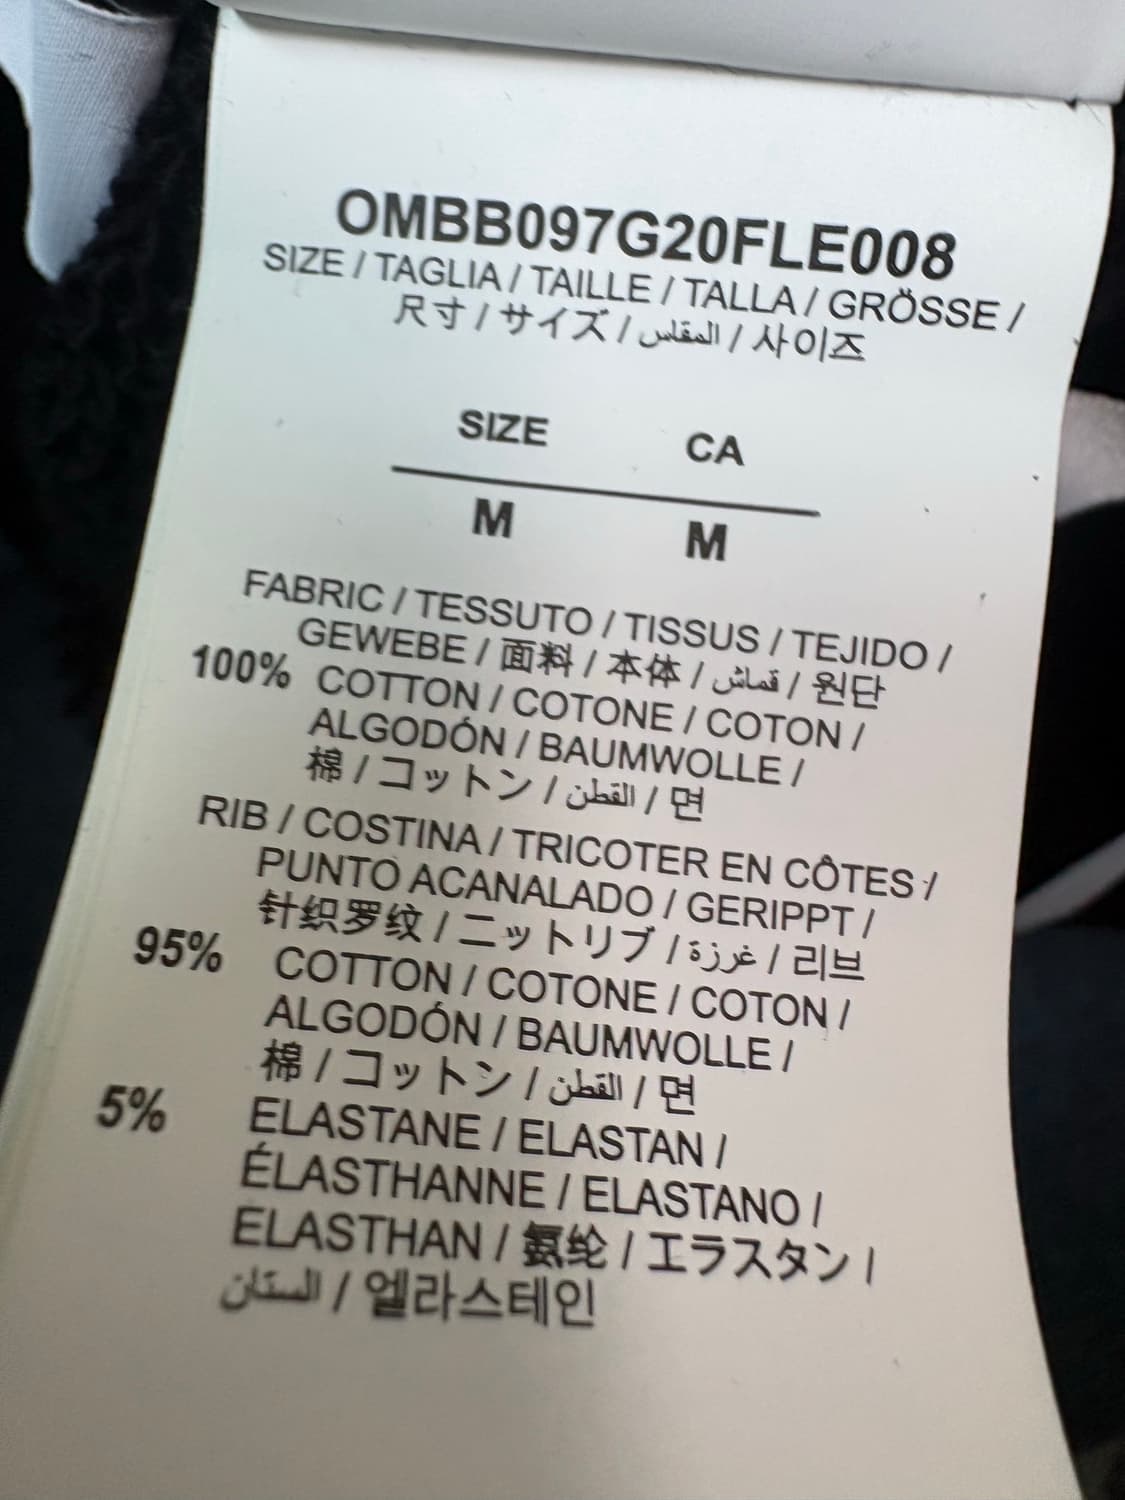 OMBB097G20FLE008
SIZE / TAGLIA / TAILLE / TALLA / GRÖSSE /
尺寸 / サイズ / المقاس / 사이즈
SIZE CA
M M
FABRIC / TESSUTO / TISSUS / TEJIDO /
GEWEBE / 面料 / 本体 / قماش / 원단
100% COTTON / COTONE / COTON /
ALGODÓN / BAUMWOLLE /
棉 / コットン / القطن / 면
RIB / COSTINA / TRICOTER EN CÔTES /
PUNTO ACANALADO / GERIPPT /
针织罗纹 / ニットリブ / غرزة / 리브
95% COTTON / COTONE / COTON /
ALGODÓN / BAUMWOLLE /
棉 / コットン / القطن / 면
5% ELASTANE / ELASTAN /
ÉLASTHANNE / ELASTANO /
ELASTHAN / 氨纶 / エラスタン /
الستان / 엘라스테인